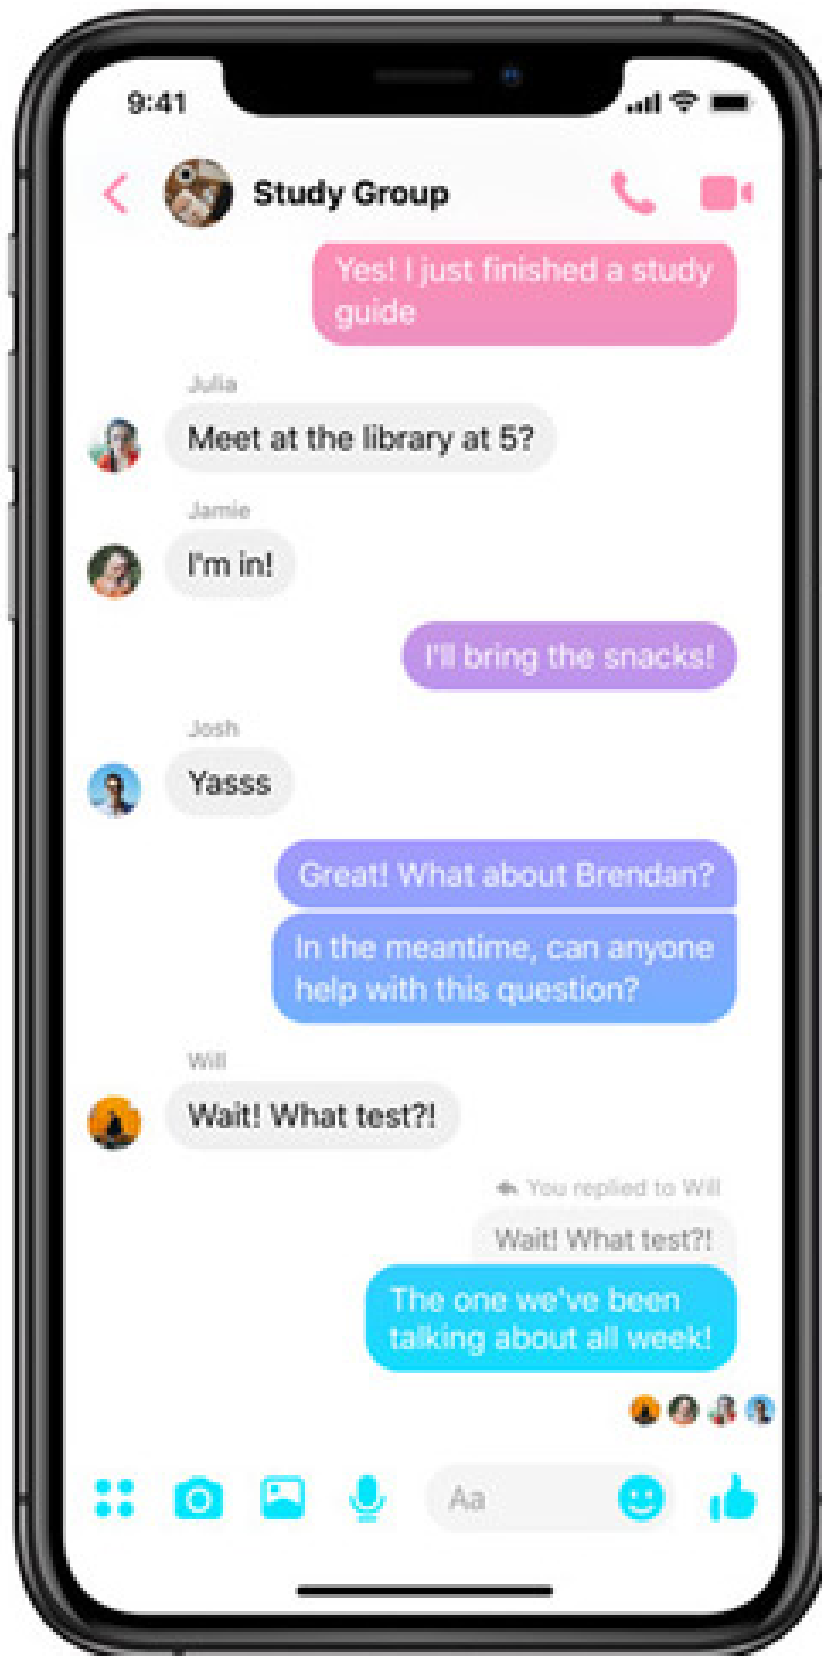 9:41
Study Group
Yes! I just finished a study
guide
Julia
Meet at the library at 5?
Jamie
I'm in!
I'll bring the snacks!
Josh
Yasss
Great! What about Brendan?
In the meantime, can anyone
help with this question?
Will
Wait! What test?!
You replied to Will
Wait! What test?!
The one we've been
talking about all week!
Aa